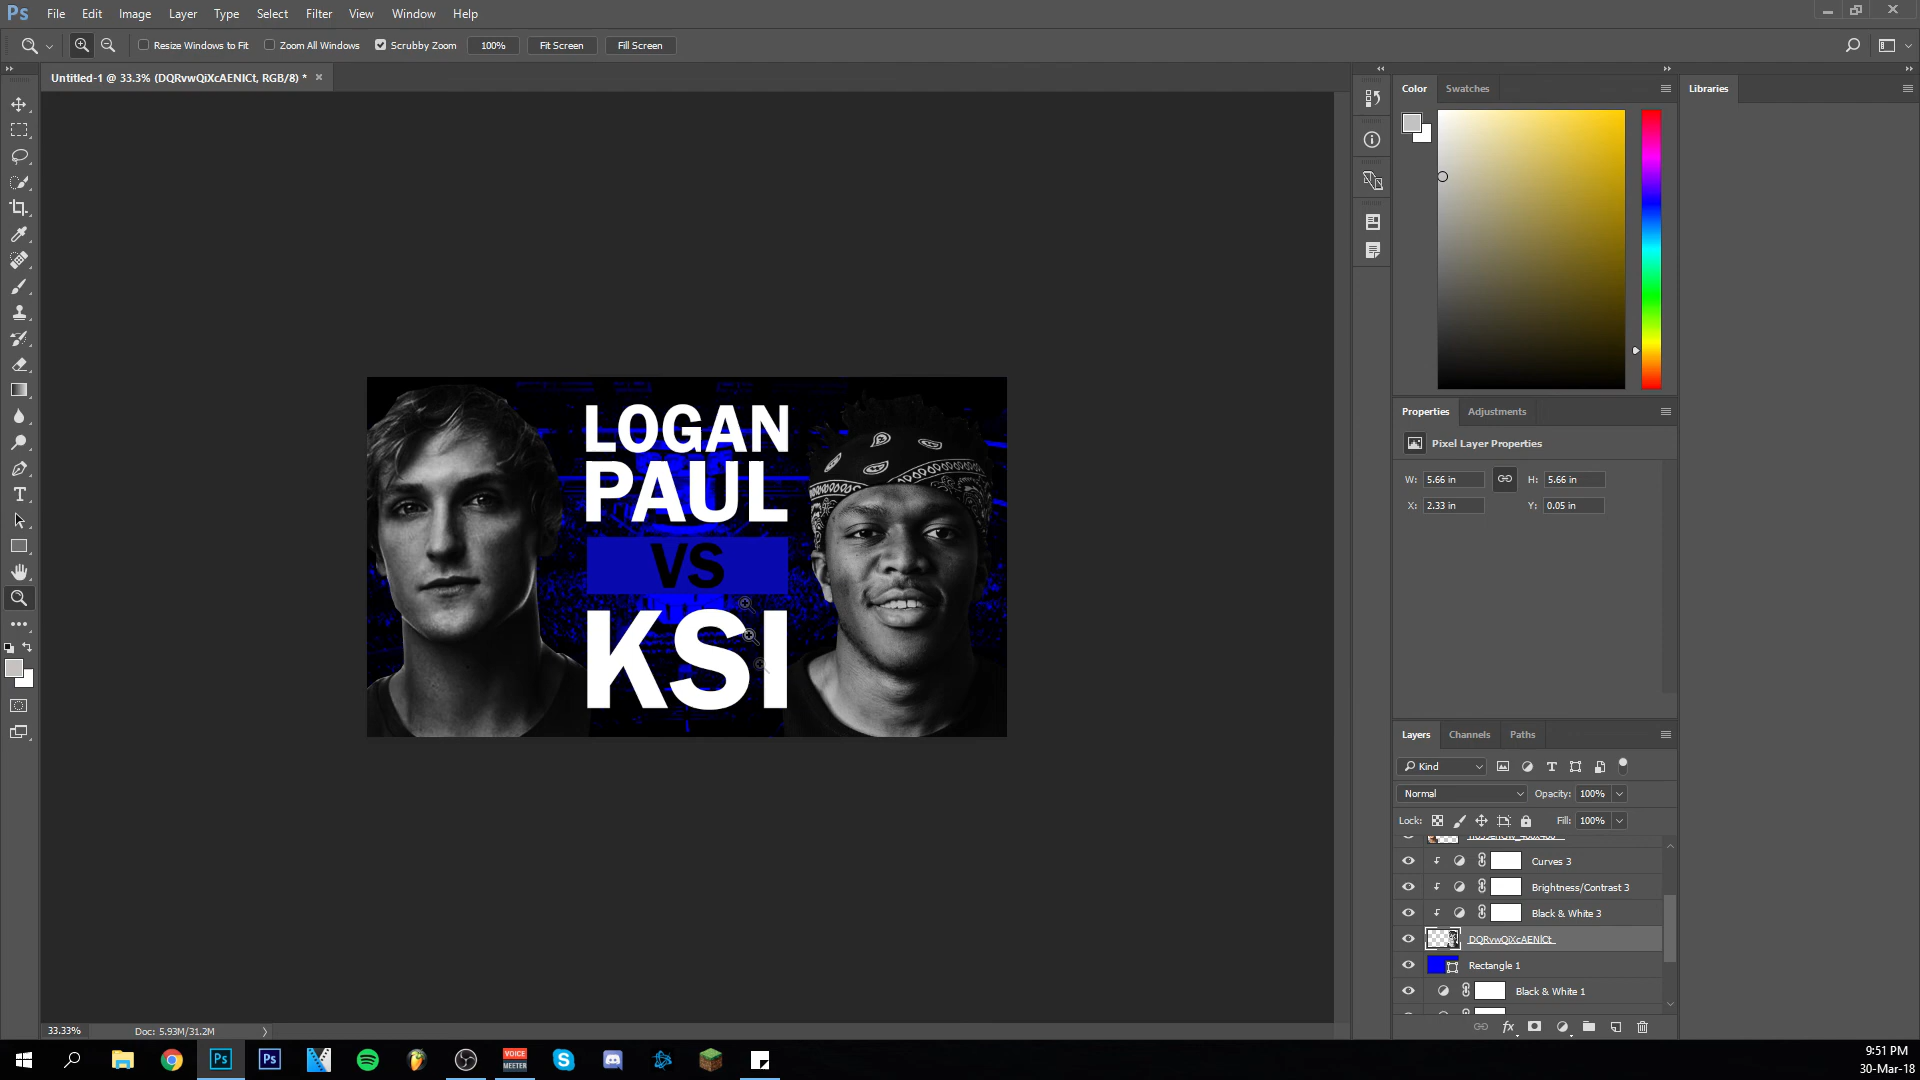 Ps File Edit Image Layer Type Select Filter View Window Help
Resize Windows to Fit Zoom All Windows Scrubby Zoom 100% Fit Screen Fill Screen
Untitled-1 @ 33.3% (DQRvwQiXcAENlCt, RGB/8) * ×
Color Swatches
Libraries
LOGAN
PAUL
VS
KSI
Properties Adjustments
Pixel Layer Properties
W: 5.66 in H: 5.66 in
X: 2.33 in Y: 0.05 in
Layers Channels Paths
Kind
Normal Opacity: 100%
Lock: Fill: 100%
Curves 3
Brightness/Contrast 3
Black & White 3
DQRvwQiXcAENlCt
Rectangle 1
Black & White 1
33.33% Doc: 5.93M/31.2M
Ps Ps VOICE
MEETER
9:51 PM
30-Mar-18